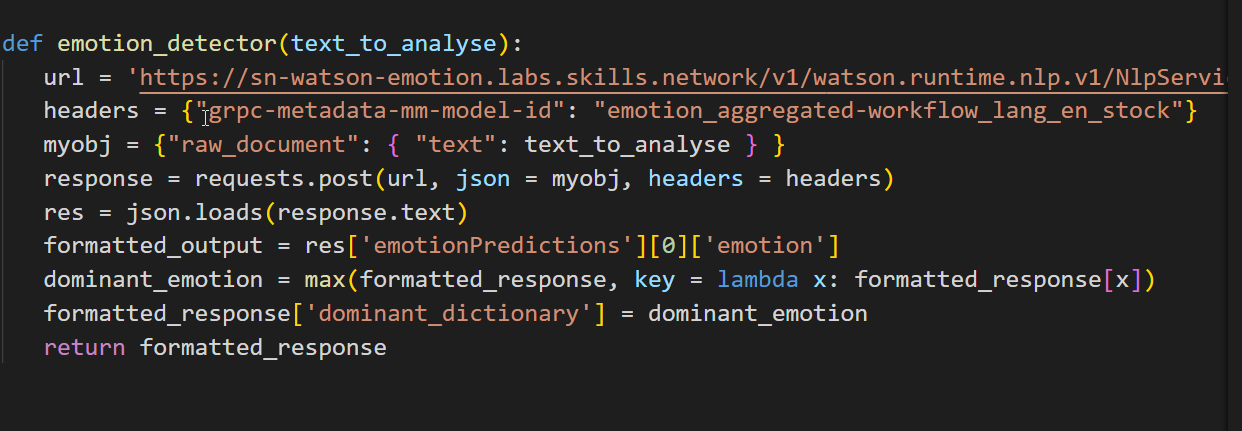 def emotion_detector(text_to_analyse):
url = 'https://sn-watson-emotion.labs.skills.network/v1/watson.runtime.nlp.v1/NlpServi
headers = {"grpc-metadata-mm-model-id": "emotion_aggregated-workflow_lang_en_stock"}
myobj = {"raw_document": { "text": text_to_analyse } }
response = requests.post(url, json = myobj, headers = headers)
res = json.loads(response.text)
formatted_output = res['emotionPredictions'][0]['emotion']
dominant_emotion = max(formatted_response, key = lambda x: formatted_response[x])
formatted_response['dominant_dictionary'] = dominant_emotion
return formatted_response